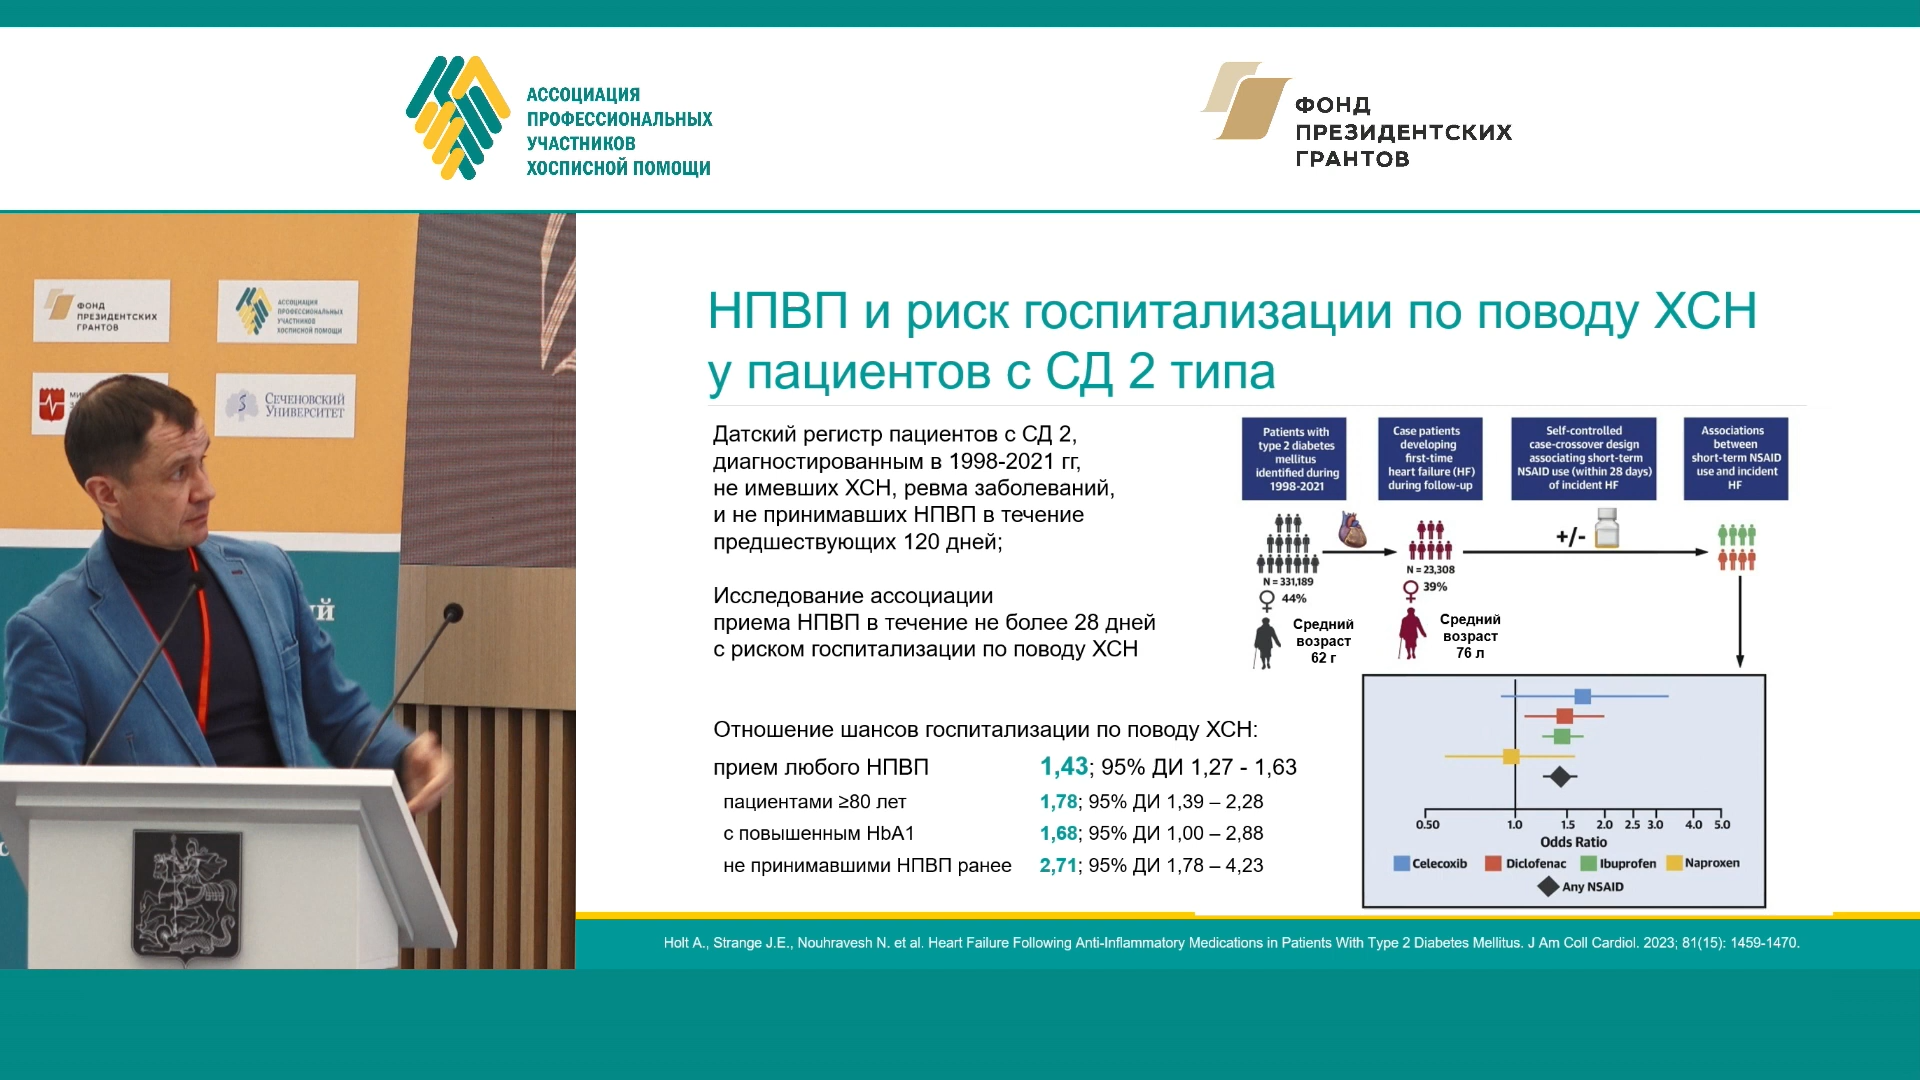 АССОЦИАЦИЯ
ПРОФЕССИОНАЛЬНЫХ
УЧАСТНИКОВ
ХОСПИСНОЙ ПОМОЩИ
ФОНД
ПРЕЗИДЕНТСКИХ
ГРАНТОВ
ФОНД
ПРЕЗИДЕНТСКИХ
ГРАНТОВ
АССОЦИАЦИЯ
ПРОФЕССИОНАЛЬНЫХ
УЧАСТНИКОВ
ХОСПИСНОЙ ПОМОЩИ
СЕЧЕНОВСКИЙ
УНИВЕРСИТЕТ
НПВП и риск госпитализации по поводу ХСН
у пациентов с СД 2 типа
Датский регистр пациентов с СД 2,
диагностированным в 1998-2021 гг,
не имевших ХСН, ревма заболеваний,
и не принимавших НПВП в течение
предшествующих 120 дней;
Исследование ассоциации
приема НПВП в течение не более 28 дней
с риском госпитализации по поводу ХСН
Отношение шансов госпитализации по поводу ХСН:
прием любого НПВП 1,43; 95% ДИ 1,27 - 1,63
пациентами ≥80 лет 1,78; 95% ДИ 1,39 – 2,28
с повышенным HbA1 1,68; 95% ДИ 1,00 – 2,88
не принимавшими НПВП ранее 2,71; 95% ДИ 1,78 – 4,23
Patients with
type 2 diabetes
mellitus
identified during
1998-2021
Case patients
developing
first-time
heart failure (HF)
during follow-up
Self-controlled
case-crossover design
associating short-term
NSAID use (within 28 days)
of incident HF
Associations
between
short-term NSAID
use and incident
HF
+/-
N = 331,189
44%
Средний
возраст
62 г
N = 23,308
39%
Средний
возраст
76 л
0.50 1.0 1.5 2.0 2.5 3.0 4.0 5.0
Odds Ratio
Celecoxib Diclofenac Ibuprofen Naproxen
Any NSAID
Holt A., Strange J.E., Nouhravesh N. et al. Heart Failure Following Anti-Inflammatory Medications in Patients With Type 2 Diabetes Mellitus. J Am Coll Cardiol. 2023; 81(15): 1459-1470.